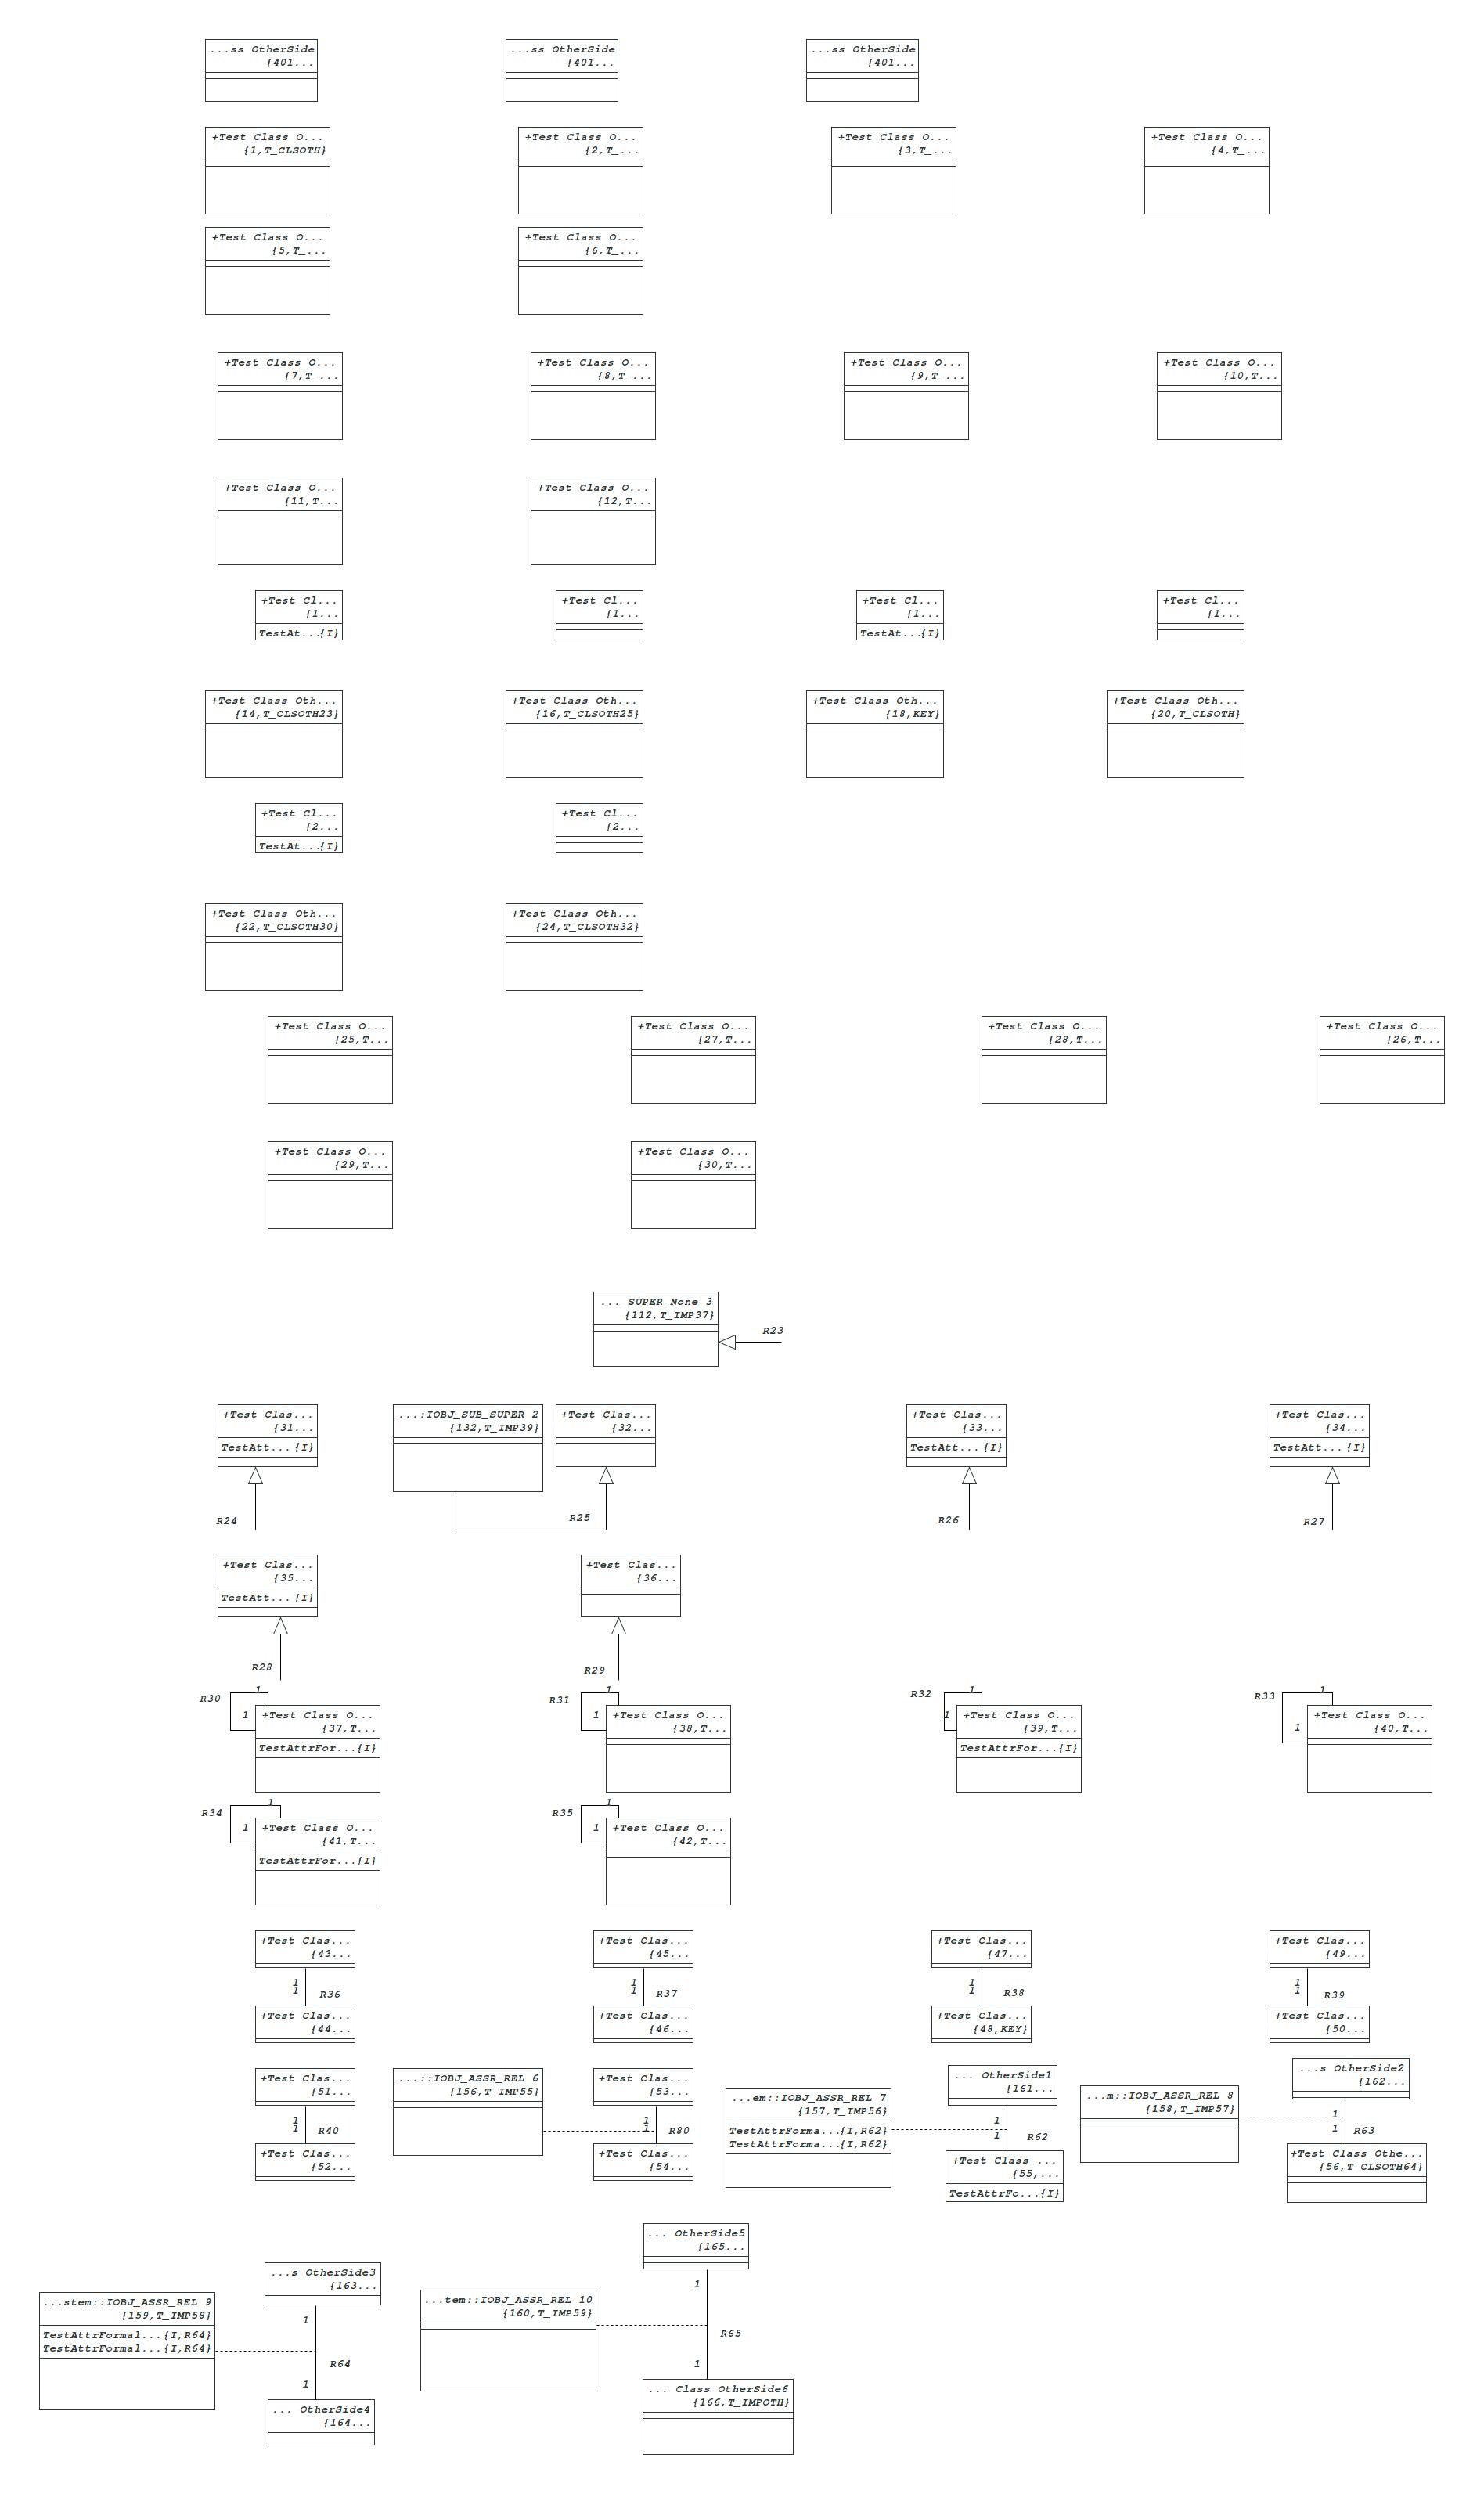 ...ss OtherSide
{401...
...ss OtherSide
{401...
...ss OtherSide
{401...
+Test Class O...
{1,T_CLSOTH}
+Test Class O...
{2,T_...
+Test Class O...
{3,T_...
+Test Class O...
{4,T_...
+Test Class O...
{5,T_...
+Test Class O...
{6,T_...
+Test Class O...
{7,T_...
+Test Class O...
{8,T_...
+Test Class O...
{9,T_...
+Test Class O...
{10,T...
+Test Class O...
{11,T...
+Test Class O...
{12,T...
+Test Cl...
{1...
TestAt...{I}
+Test Cl...
{1...
+Test Cl...
{1...
TestAt...{I}
+Test Cl...
{1...
+Test Class Oth...
{14,T_CLSOTH23}
+Test Class Oth...
{16,T_CLSOTH25}
+Test Class Oth...
{18,KEY}
+Test Class Oth...
{20,T_CLSOTH}
+Test Cl...
{2...
TestAt...{I}
+Test Cl...
{2...
+Test Class Oth...
{22,T_CLSOTH30}
+Test Class Oth...
{24,T_CLSOTH32}
+Test Class O...
{25,T...
+Test Class O...
{27,T...
+Test Class O...
{28,T...
+Test Class O...
{26,T...
+Test Class O...
{29,T...
+Test Class O...
{30,T...
..._SUPER_None 3
{112,T_IMP37}
R23
+Test Clas...
{31...
TestAtt... {I}
R24
...:IOBJ_SUB_SUPER 2
{132,T_IMP39}
+Test Clas...
{32...
R25
+Test Clas...
{33...
TestAtt... {I}
R26
+Test Clas...
{34...
TestAtt... {I}
R27
+Test Clas...
{35...
TestAtt... {I}
R28
+Test Clas...
{36...
R29
R30
1
1
+Test Class O...
{37,T...
TestAttrFor...{I}
R31
1
1
+Test Class O...
{38,T...
R32
1
1
+Test Class O...
{39,T...
TestAttrFor...{I}
R33
1
1
+Test Class O...
{40,T...
R34
1
1
+Test Class O...
{41,T...
TestAttrFor...{I}
R35
1
1
+Test Class O...
{42,T...
+Test Clas...
{43...
1
1
R36
+Test Clas...
{44...
+Test Clas...
{45...
1
1
R37
+Test Clas...
{46...
+Test Clas...
{47...
1
1
R38
+Test Clas...
{48,KEY}
+Test Clas...
{49...
1
1
R39
+Test Clas...
{50...
+Test Clas...
{51...
1
1
R40
+Test Clas...
{52...
...::IOBJ_ASSR_REL 6
{156,T_IMP55}
+Test Clas...
{53...
1
1
R80
+Test Clas...
{54...
...em::IOBJ_ASSR_REL 7
{157,T_IMP56}
TestAttrForma...{I,R62}
TestAttrForma...{I,R62}
... OtherSide1
{161...
1
1
R62
+Test Class ...
{55,...
TestAttrFo...{I}
...m::IOBJ_ASSR_REL 8
{158,T_IMP57}
...s OtherSide2
{162...
1
1
R63
+Test Class Othe...
{56,T_CLSOTH64}
...stem::IOBJ_ASSR_REL 9
{159,T_IMP58}
TestAttrFormal...{I,R64}
TestAttrFormal...{I,R64}
...s OtherSide3
{163...
1
R64
1
... OtherSide4
{164...
...tem::IOBJ_ASSR_REL 10
{160,T_IMP59}
... OtherSide5
{165...
1
R65
1
... Class OtherSide6
{166,T_IMPOTH}